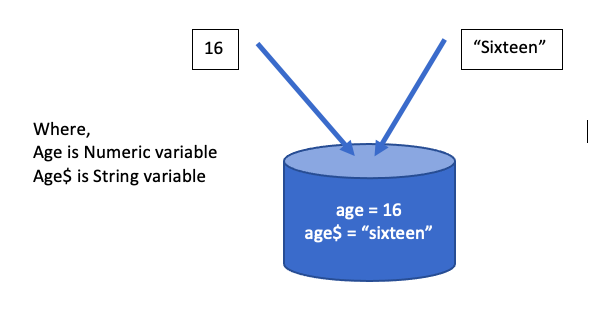 16
“Sixteen”
Where,
Age is Numeric variable
Age$ is String variable
age = 16
age$ = “sixteen”